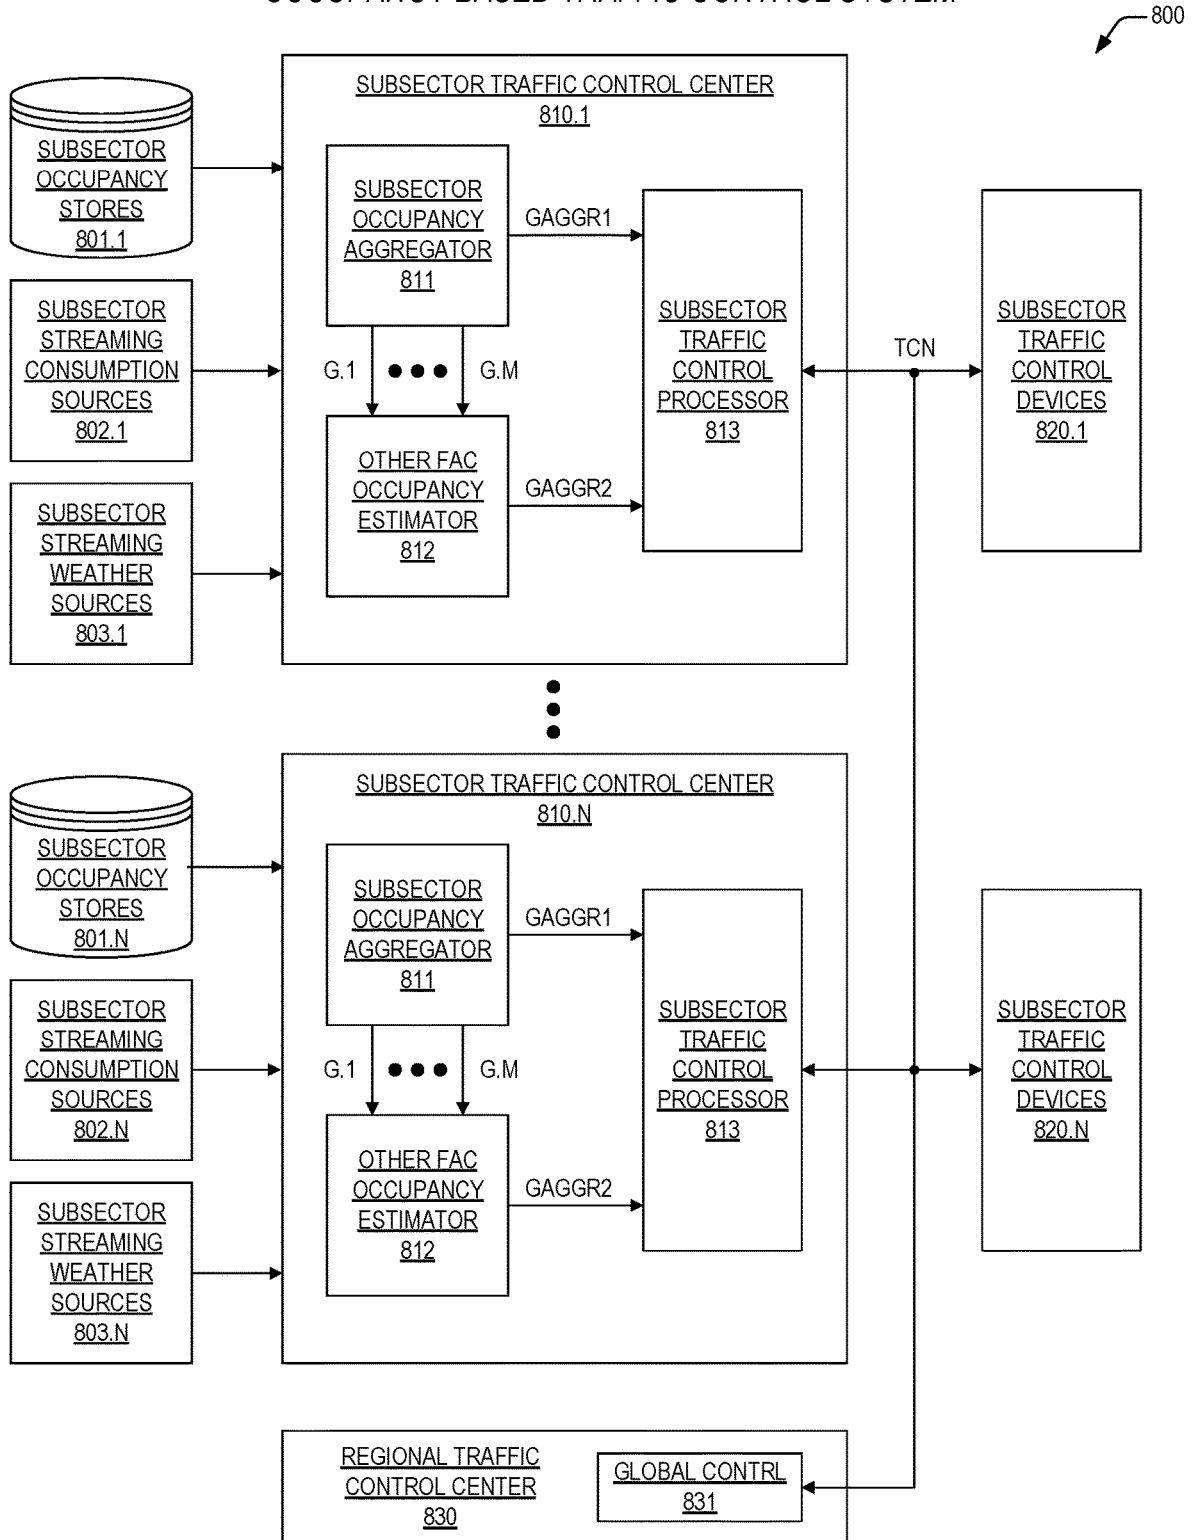 OCCUPANCY BASED TRAFFIC CONTROL SYSTEM
800
SUBSECTOR
OCCUPANCY
STORES
801.1
SUBSECTOR
STREAMING
CONSUMPTION
SOURCES
802.1
SUBSECTOR
STREAMING
WEATHER
SOURCES
803.1
SUBSECTOR TRAFFIC CONTROL CENTER
810.1
SUBSECTOR
OCCUPANCY
AGGREGATOR
811
GAGGR1
G.1
G.M
OTHER FAC
OCCUPANCY
ESTIMATOR
812
GAGGR2
SUBSECTOR
TRAFFIC
CONTROL
PROCESSOR
813
TCN
SUBSECTOR
TRAFFIC
CONTROL
DEVICES
820.1
SUBSECTOR
OCCUPANCY
STORES
801.N
SUBSECTOR
STREAMING
CONSUMPTION
SOURCES
802.N
SUBSECTOR
STREAMING
WEATHER
SOURCES
803.N
SUBSECTOR TRAFFIC CONTROL CENTER
810.N
SUBSECTOR
OCCUPANCY
AGGREGATOR
811
GAGGR1
G.1
G.M
OTHER FAC
OCCUPANCY
ESTIMATOR
812
GAGGR2
SUBSECTOR
TRAFFIC
CONTROL
PROCESSOR
813
SUBSECTOR
TRAFFIC
CONTROL
DEVICES
820.N
REGIONAL TRAFFIC
CONTROL CENTER
830
GLOBAL CONTRL
831